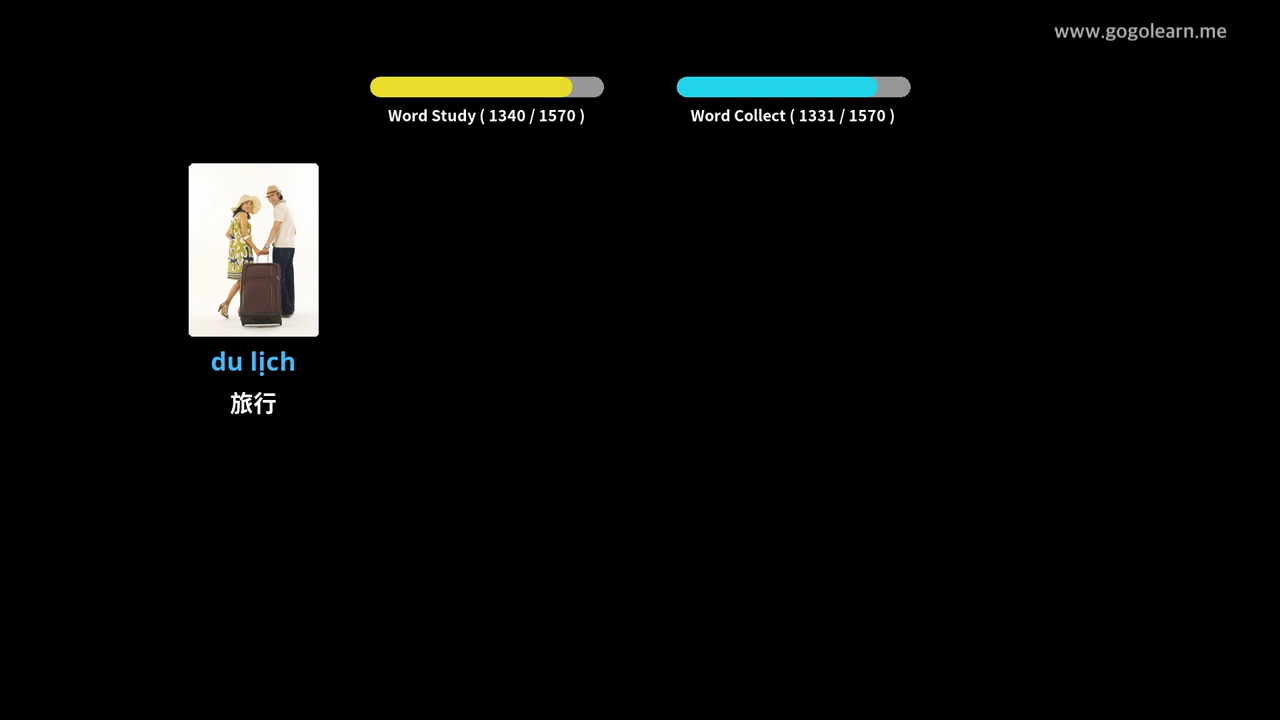 www.gogolearn.me
Word Study ( 1340 / 1570 )
Word Collect ( 1331 / 1570 )
du lịch
旅行